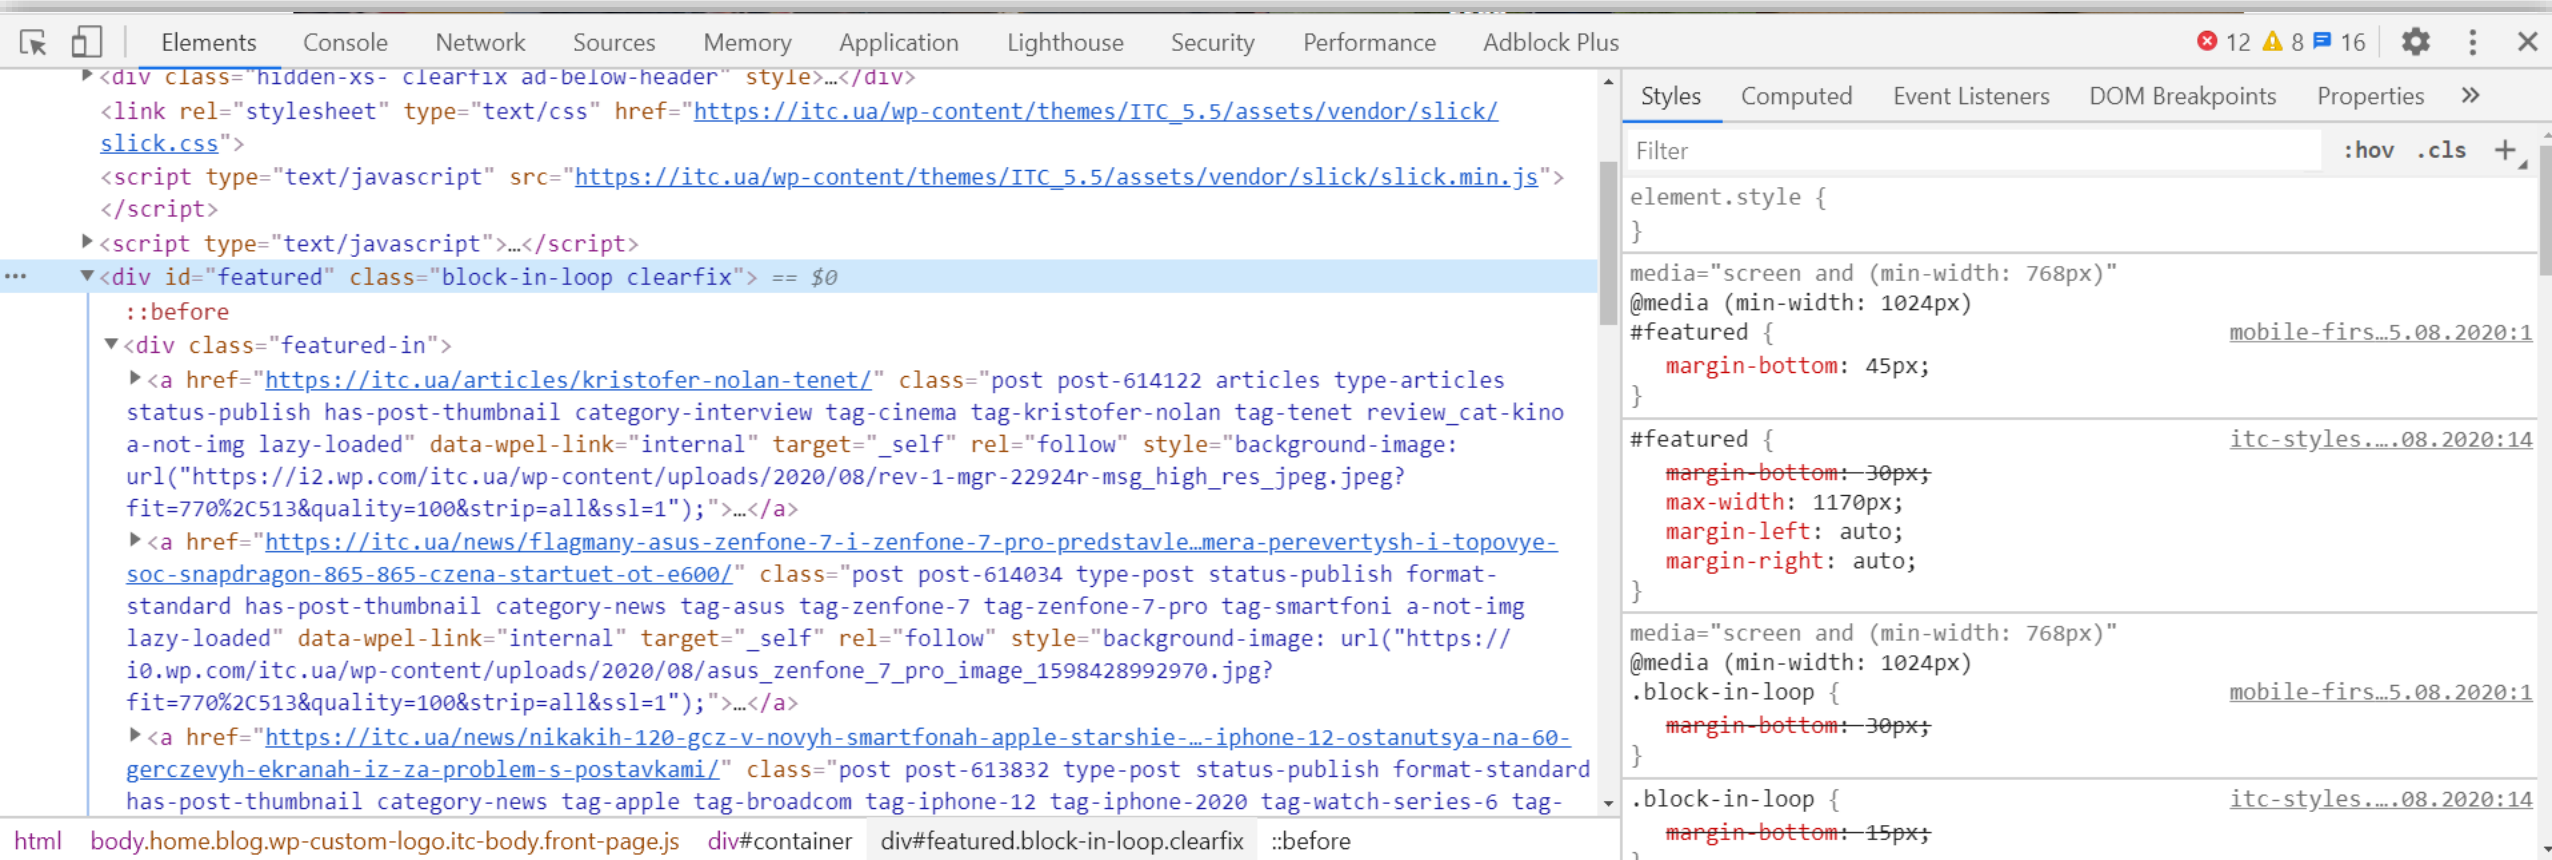 Elements Console Network Sources Memory Application Lighthouse Security Performance Adblock Plus 12 8 16
<div class="hidden-xs- clearfix ad-below-header" style>…</div>
<link rel="stylesheet" type="text/css" href="https://itc.ua/wp-content/themes/ITC_5.5/assets/vendor/slick/
slick.css">
<script type="text/javascript" src="https://itc.ua/wp-content/themes/ITC_5.5/assets/vendor/slick/slick.min.js">
</script>
<script type="text/javascript">…</script>
<div id="featured" class="block-in-loop clearfix"> == $0
::before
<div class="featured-in">
<a href="https://itc.ua/articles/kristofer-nolan-tenet/" class="post post-614122 articles type-articles
status-publish has-post-thumbnail category-interview tag-cinema tag-kristofer-nolan tag-tenet review_cat-kino
a-not-img lazy-loaded" data-wpel-link="internal" target="_self" rel="follow" style="background-image:
url("https://i2.wp.com/itc.ua/wp-content/uploads/2020/08/rev-1-mgr-22924r-msg_high_res_jpeg.jpeg?
fit=770%2C513&quality=100&strip=all&ssl=1");">…</a>
<a href="https://itc.ua/news/flagmany-asus-zenfone-7-i-zenfone-7-pro-predstavle…mera-perevertysh-i-topovye-
soc-snapdragon-865-865-czena-startuet-ot-e600/" class="post post-614034 type-post status-publish format-
standard has-post-thumbnail category-news tag-asus tag-zenfone-7 tag-zenfone-7-pro tag-smartfoni a-not-img
lazy-loaded" data-wpel-link="internal" target="_self" rel="follow" style="background-image: url("https://
i0.wp.com/itc.ua/wp-content/uploads/2020/08/asus_zenfone_7_pro_image_1598428992970.jpg?
fit=770%2C513&quality=100&strip=all&ssl=1");">…</a>
<a href="https://itc.ua/news/nikakih-120-gcz-v-novyh-smartfonah-apple-starshie-…-iphone-12-ostanutsya-na-60-
gerczevyh-ekranah-iz-za-problem-s-postavkami/" class="post post-613832 type-post status-publish format-standard
has-post-thumbnail category-news tag-apple tag-broadcom tag-iphone-12 tag-iphone-2020 tag-watch-series-6 tag-
html body.home.blog.wp-custom-logo.itc-body.front-page.js div#container div#featured.block-in-loop.clearfix ::before
Styles Computed Event Listeners DOM Breakpoints Properties »
Filter :hov .cls +
element.style {
}
media="screen and (min-width: 768px)"
@media (min-width: 1024px)
#featured { mobile-firs…5.08.2020:1
margin-bottom: 45px;
}
#featured { itc-styles.….08.2020:14
margin-bottom: 30px;
max-width: 1170px;
margin-left: auto;
margin-right: auto;
}
media="screen and (min-width: 768px)"
@media (min-width: 1024px)
.block-in-loop { mobile-firs…5.08.2020:1
margin-bottom: 30px;
}
.block-in-loop { itc-styles.….08.2020:14
margin-bottom: 15px;
}